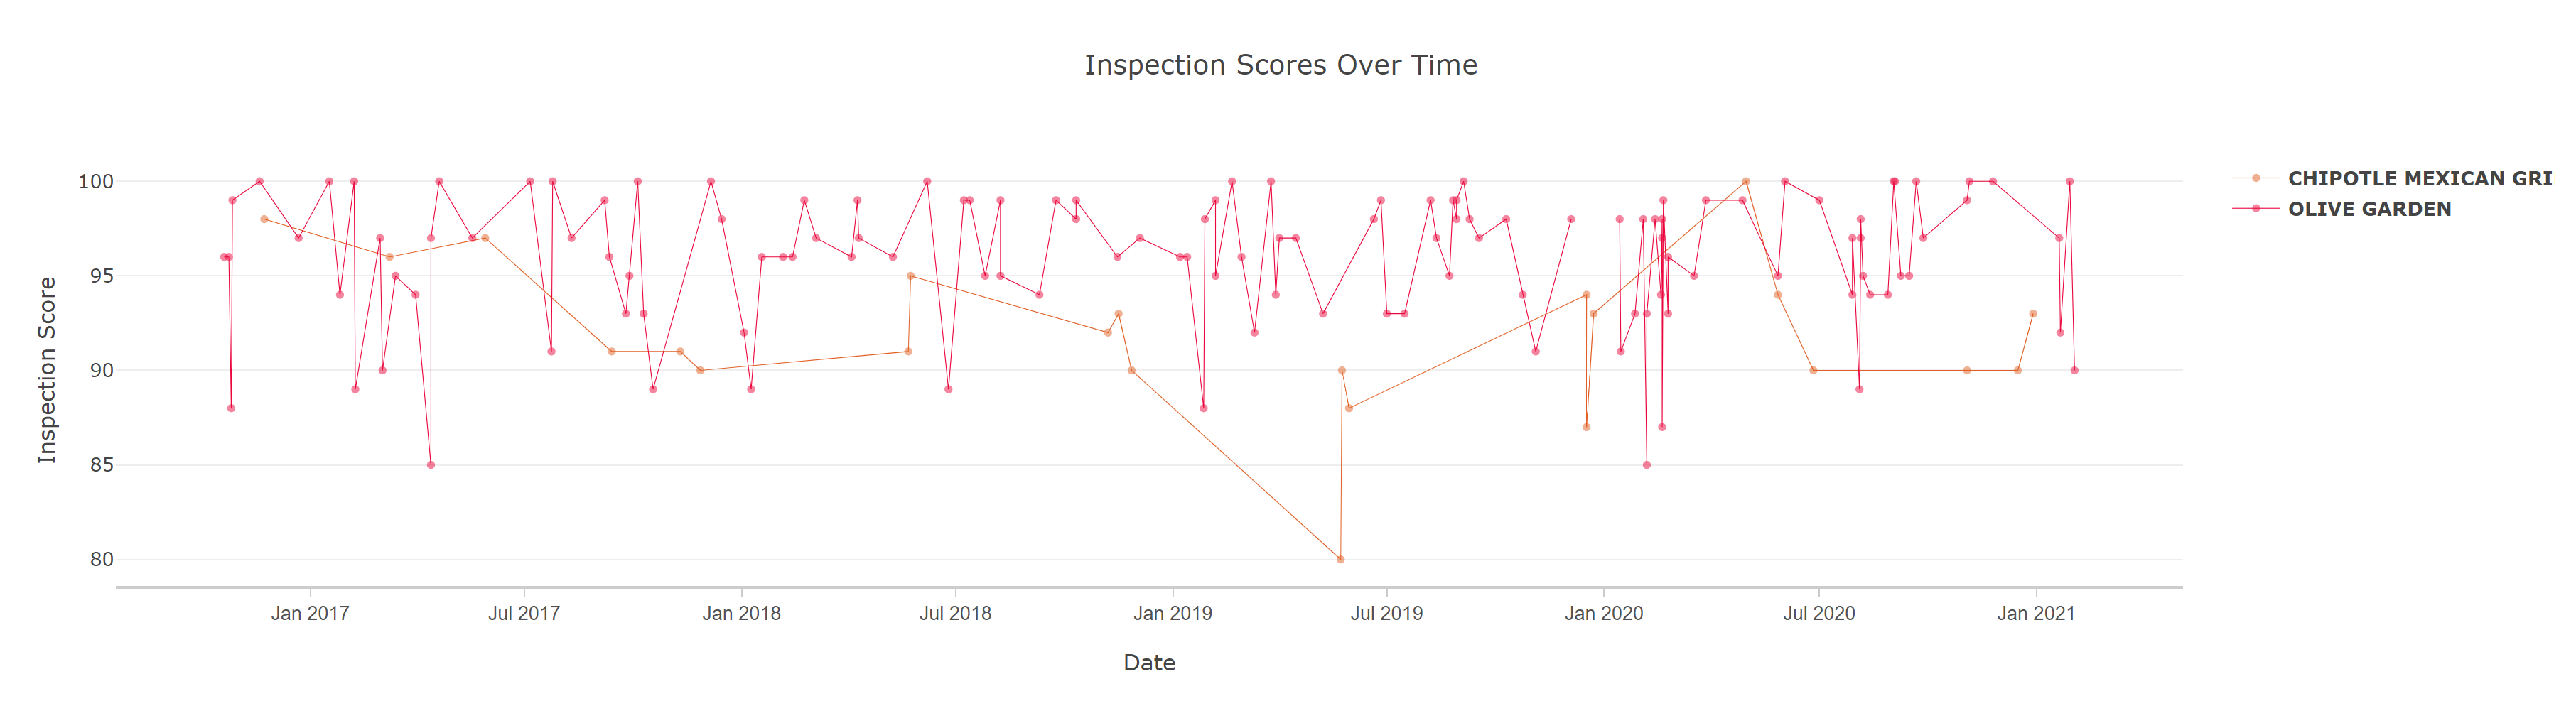 Inspection Scores Over Time
CHIPOTLE MEXICAN GRI
OLIVE GARDEN
Inspection Score
100
95
90
85
80
Jan 2017 Jul 2017 Jan 2018 Jul 2018 Jan 2019 Jul 2019 Jan 2020 Jul 2020 Jan 2021
Date